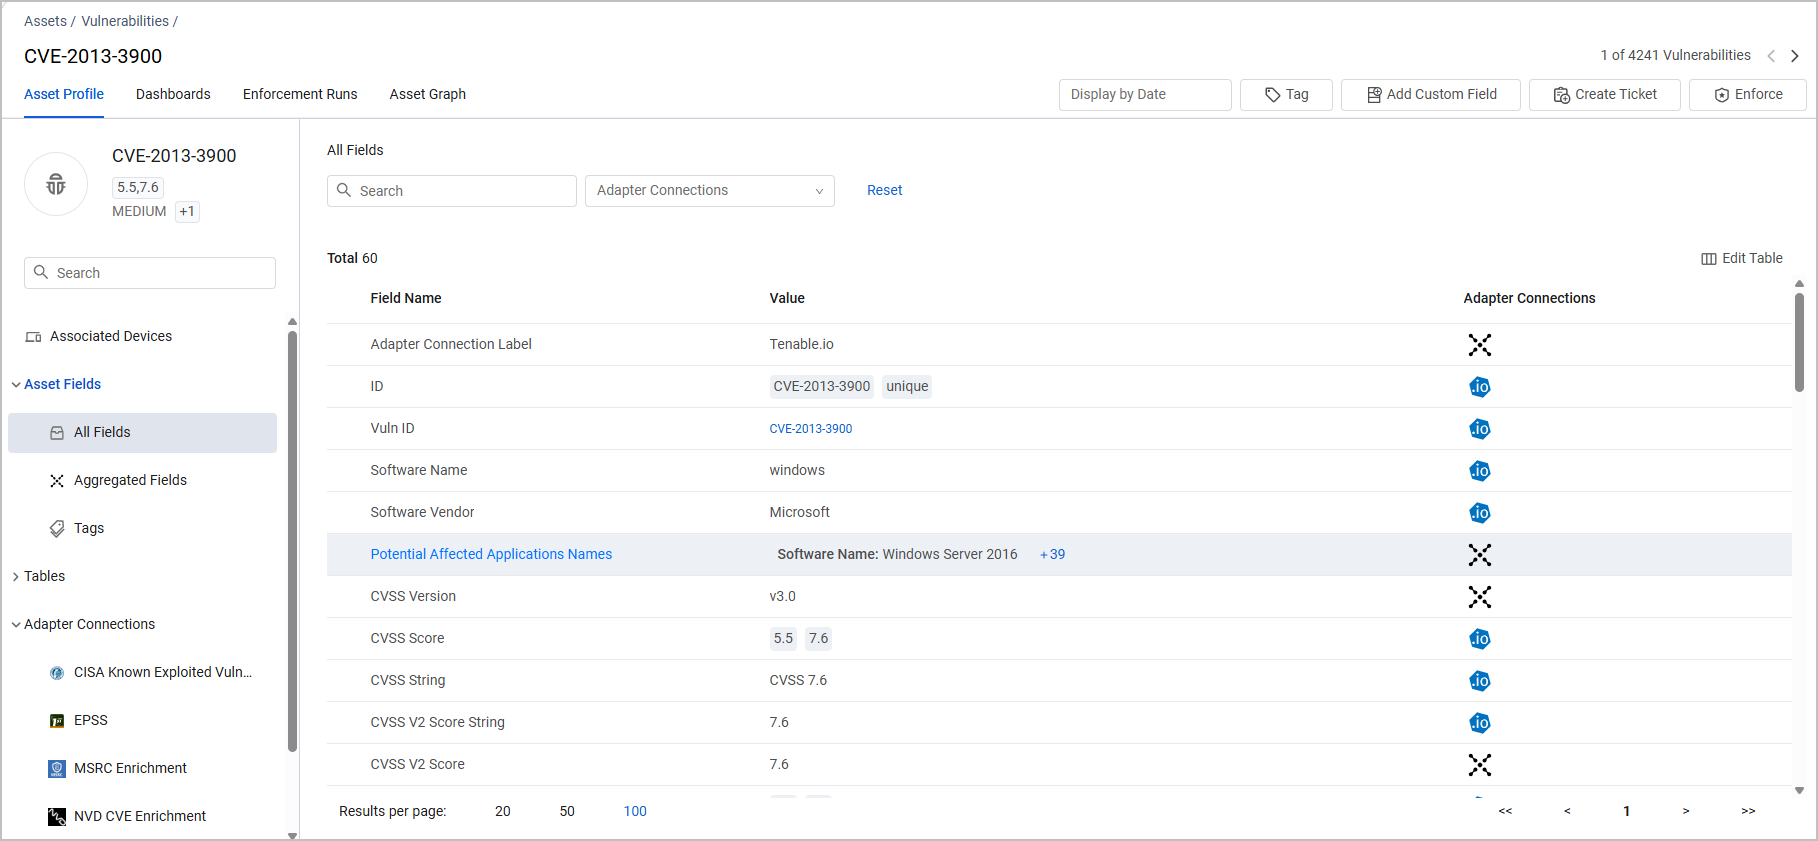 Assets / Vulnerabilities /
CVE-2013-3900
1 of 4241 Vulnerabilities
Asset Profile Dashboards Enforcement Runs Asset Graph
Display by Date Tag Add Custom Field Create Ticket Enforce
CVE-2013-3900
5.5,7.6
MEDIUM +1
Search
Associated Devices
Asset Fields
All Fields
Aggregated Fields
Tags
Tables
Adapter Connections
CISA Known Exploited Vuln...
EPSS
MSRC Enrichment
NVD CVE Enrichment
All Fields
Search Adapter Connections Reset
Total 60 Edit Table
Field Name Value Adapter Connections
Adapter Connection Label Tenable.io
ID CVE-2013-3900 unique .io
Vuln ID CVE-2013-3900 .io
Software Name windows .io
Software Vendor Microsoft .io
Potential Affected Applications Names Software Name: Windows Server 2016 +39
CVSS Version v3.0
CVSS Score 5.5 7.6 .io
CVSS String CVSS 7.6 .io
CVSS V2 Score String 7.6 .io
CVSS V2 Score 7.6
Results per page: 20 50 100 << < 1 > >>